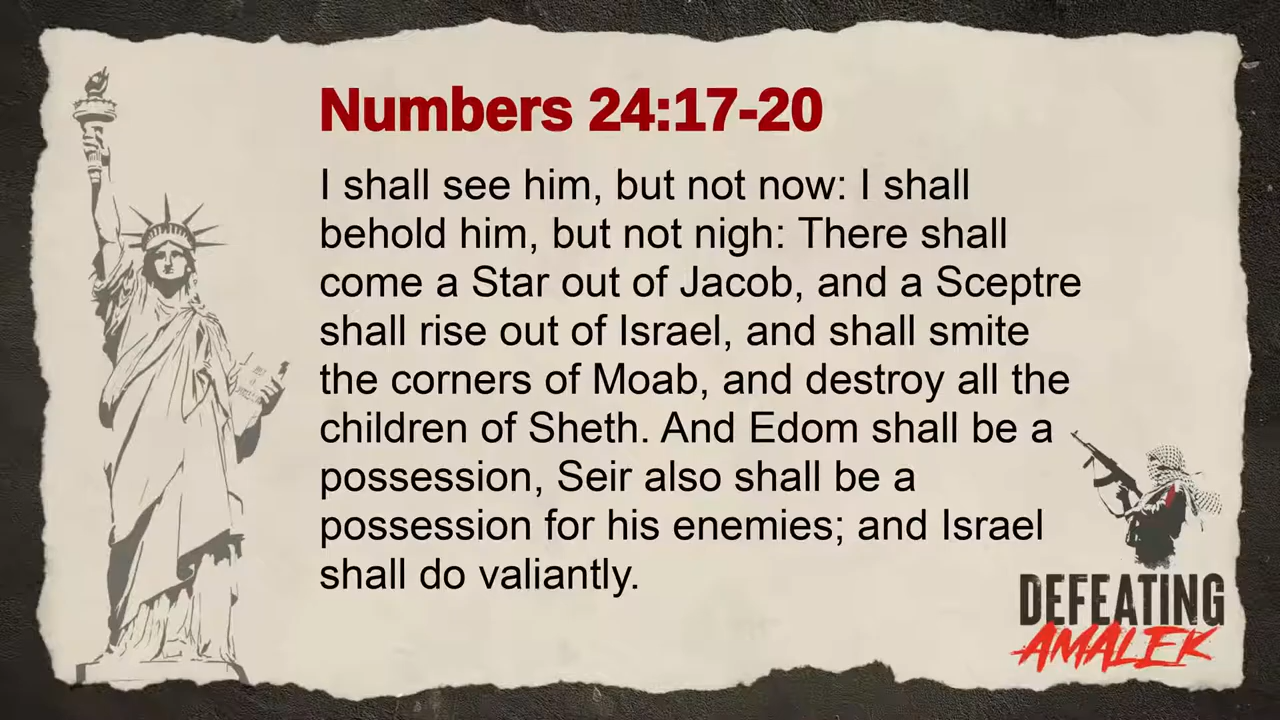 Numbers 24:17-20
I shall see him, but not now: I shall
behold him, but not nigh: There shall
come a Star out of Jacob, and a Sceptre
shall rise out of Israel, and shall smite
the corners of Moab, and destroy all the
children of Sheth. And Edom shall be a
possession, Seir also shall be a
possession for his enemies; and Israel
shall do valiantly.
DEFEATING
AMALEK